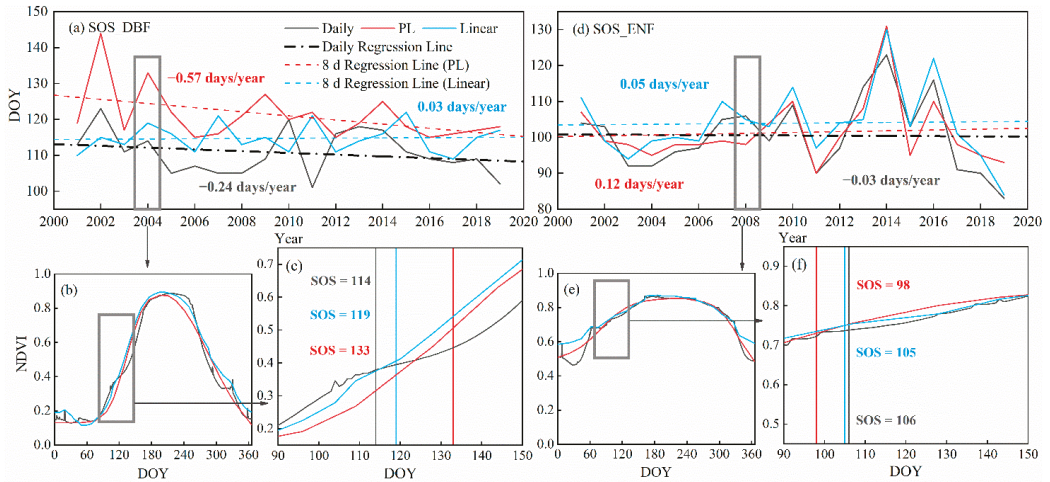 (a) SOS_DBF
Daily PL Linear
Daily Regression Line
8 d Regression Line (PL)
8 d Regression Line (Linear)
−0.57 days/year
0.03 days/year
−0.24 days/year
DOY
150
140
130
120
110
100
2000 2002 2004 2006 2008 2010 2012 2014 2016 2018 2020
Year
(d) SOS_ENF
0.05 days/year
0.12 days/year
−0.03 days/year
130
120
110
100
90
80
2000 2002 2004 2006 2008 2010 2012 2014 2016 2018 2020
Year
(b)
NDVI
1.0
0.8
0.6
0.4
0.2
0.0
0 60 120 180 240 300 360
DOY
(c)
SOS = 114
SOS = 119
SOS = 133
0.7
0.6
0.5
0.4
0.3
0.2
90 100 110 120 130 140 150
DOY
(e)
1.0
0.8
0.6
0.4
0.2
0.0
0 60 120 180 240 300 360
DOY
(f)
SOS = 98
SOS = 105
SOS = 106
0.9
0.8
0.7
0.6
0.5
90 100 110 120 130 140 150
DOY